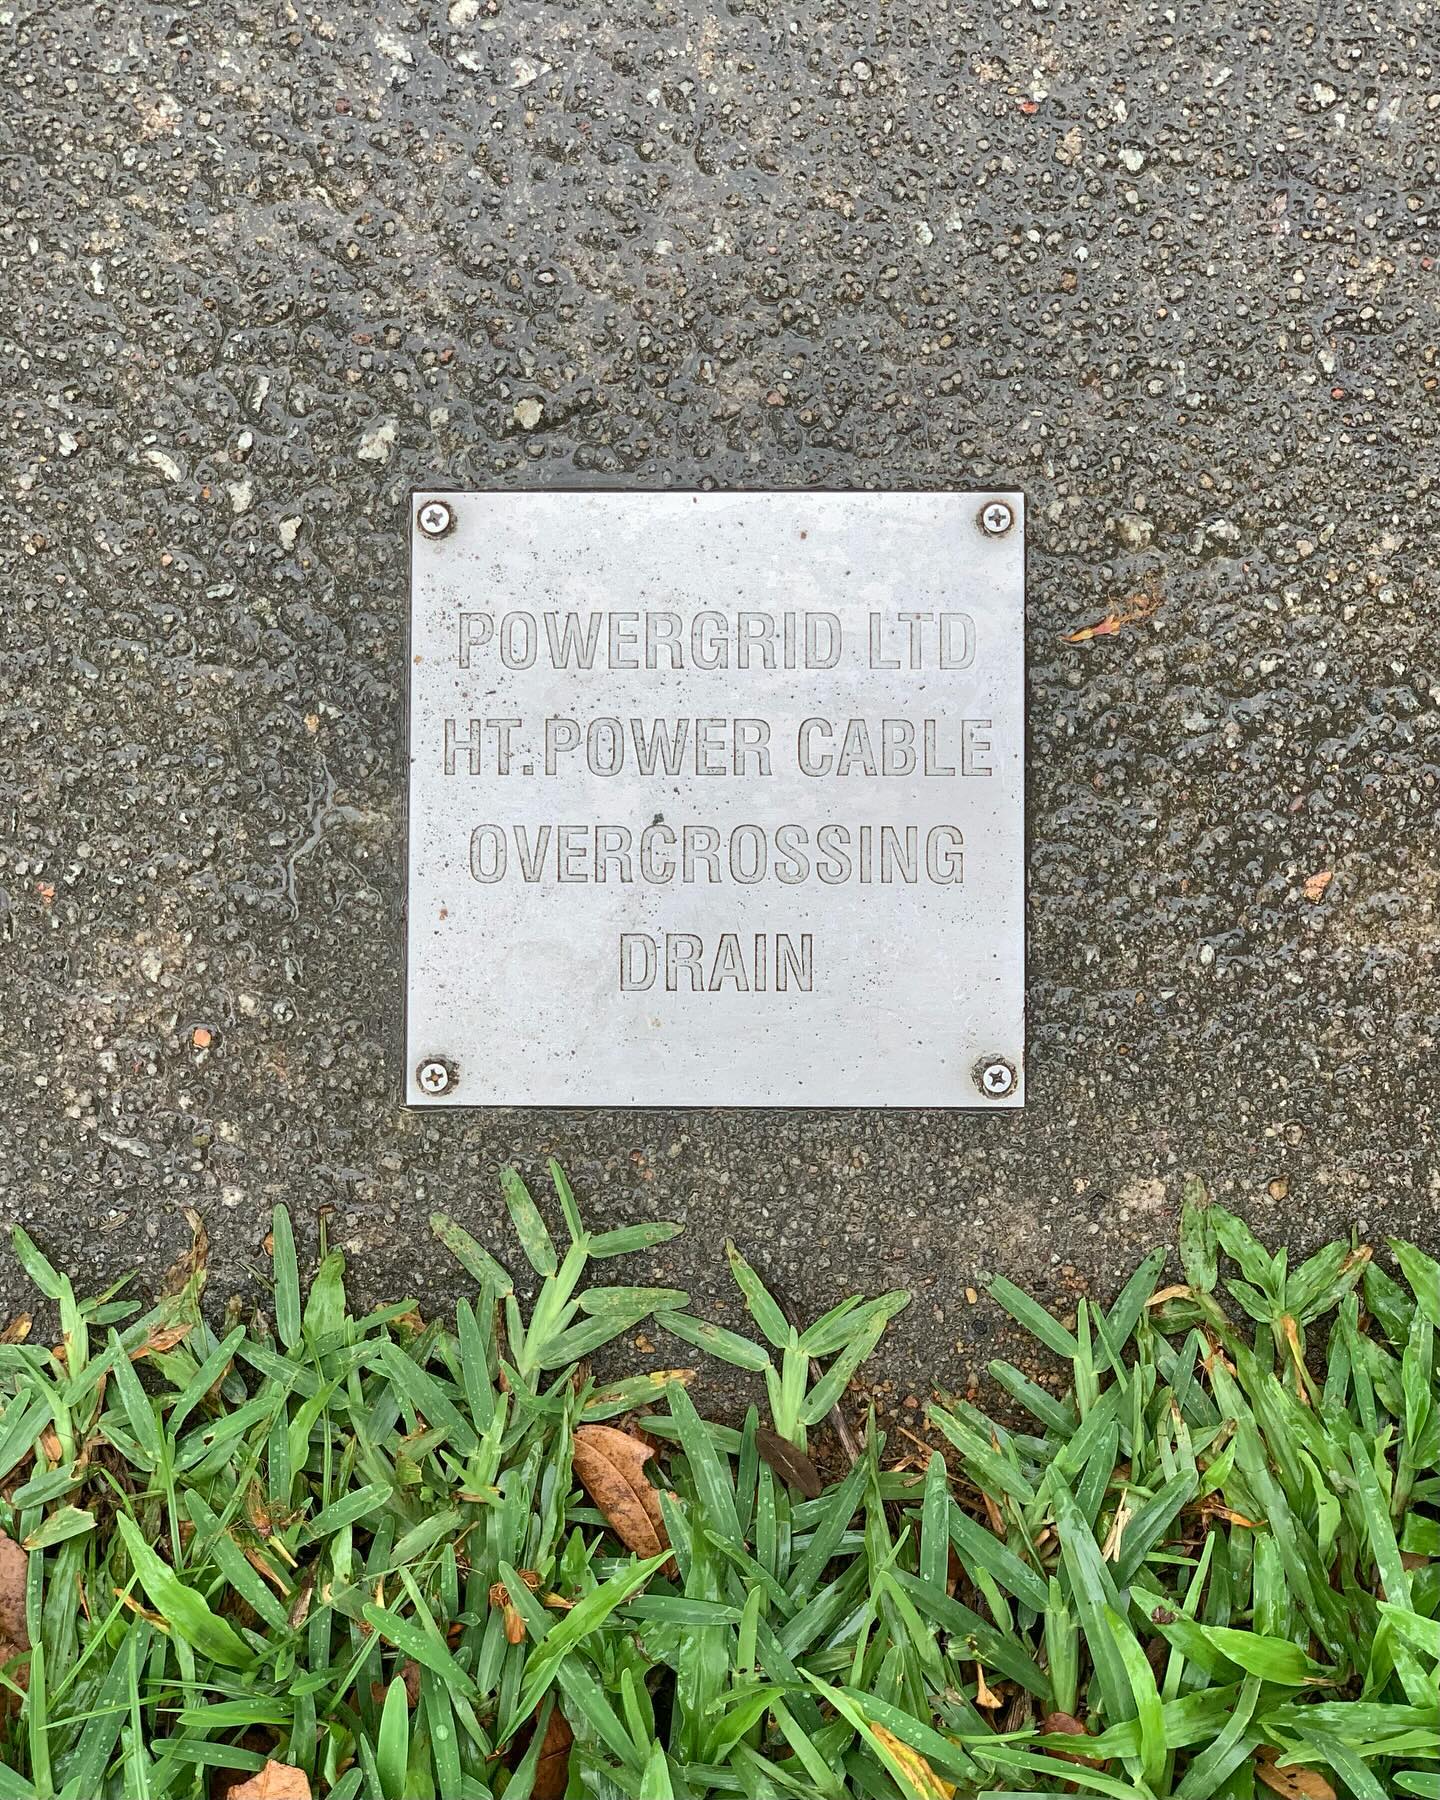 POWERGRID LTD
HT.POWER CABLE
OVERCROSSING
DRAIN